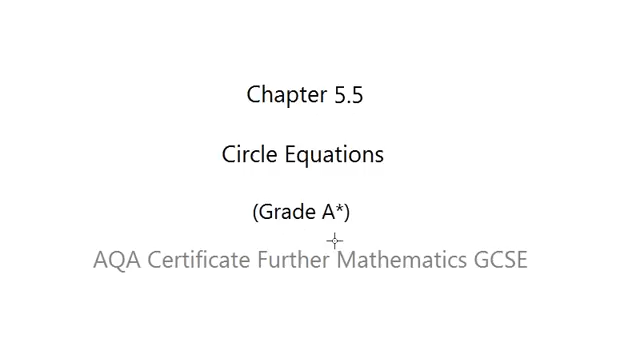 Chapter 5.5
Circle Equations
(Grade A*)
AQA Certificate Further Mathematics GCSE